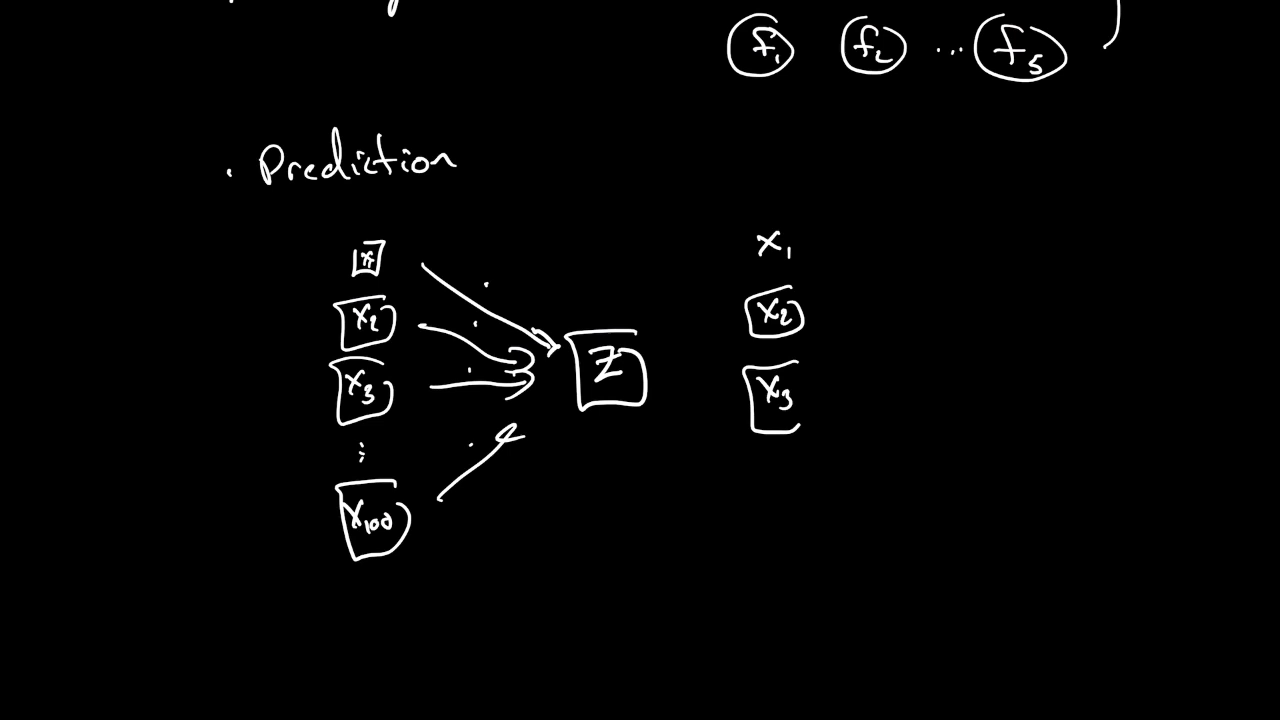 f₁ f₂ ... f₅
. Prediction
x₁ x₁
x₂ x₂
Z
x₃ x₃
⋮
x₁₀₀